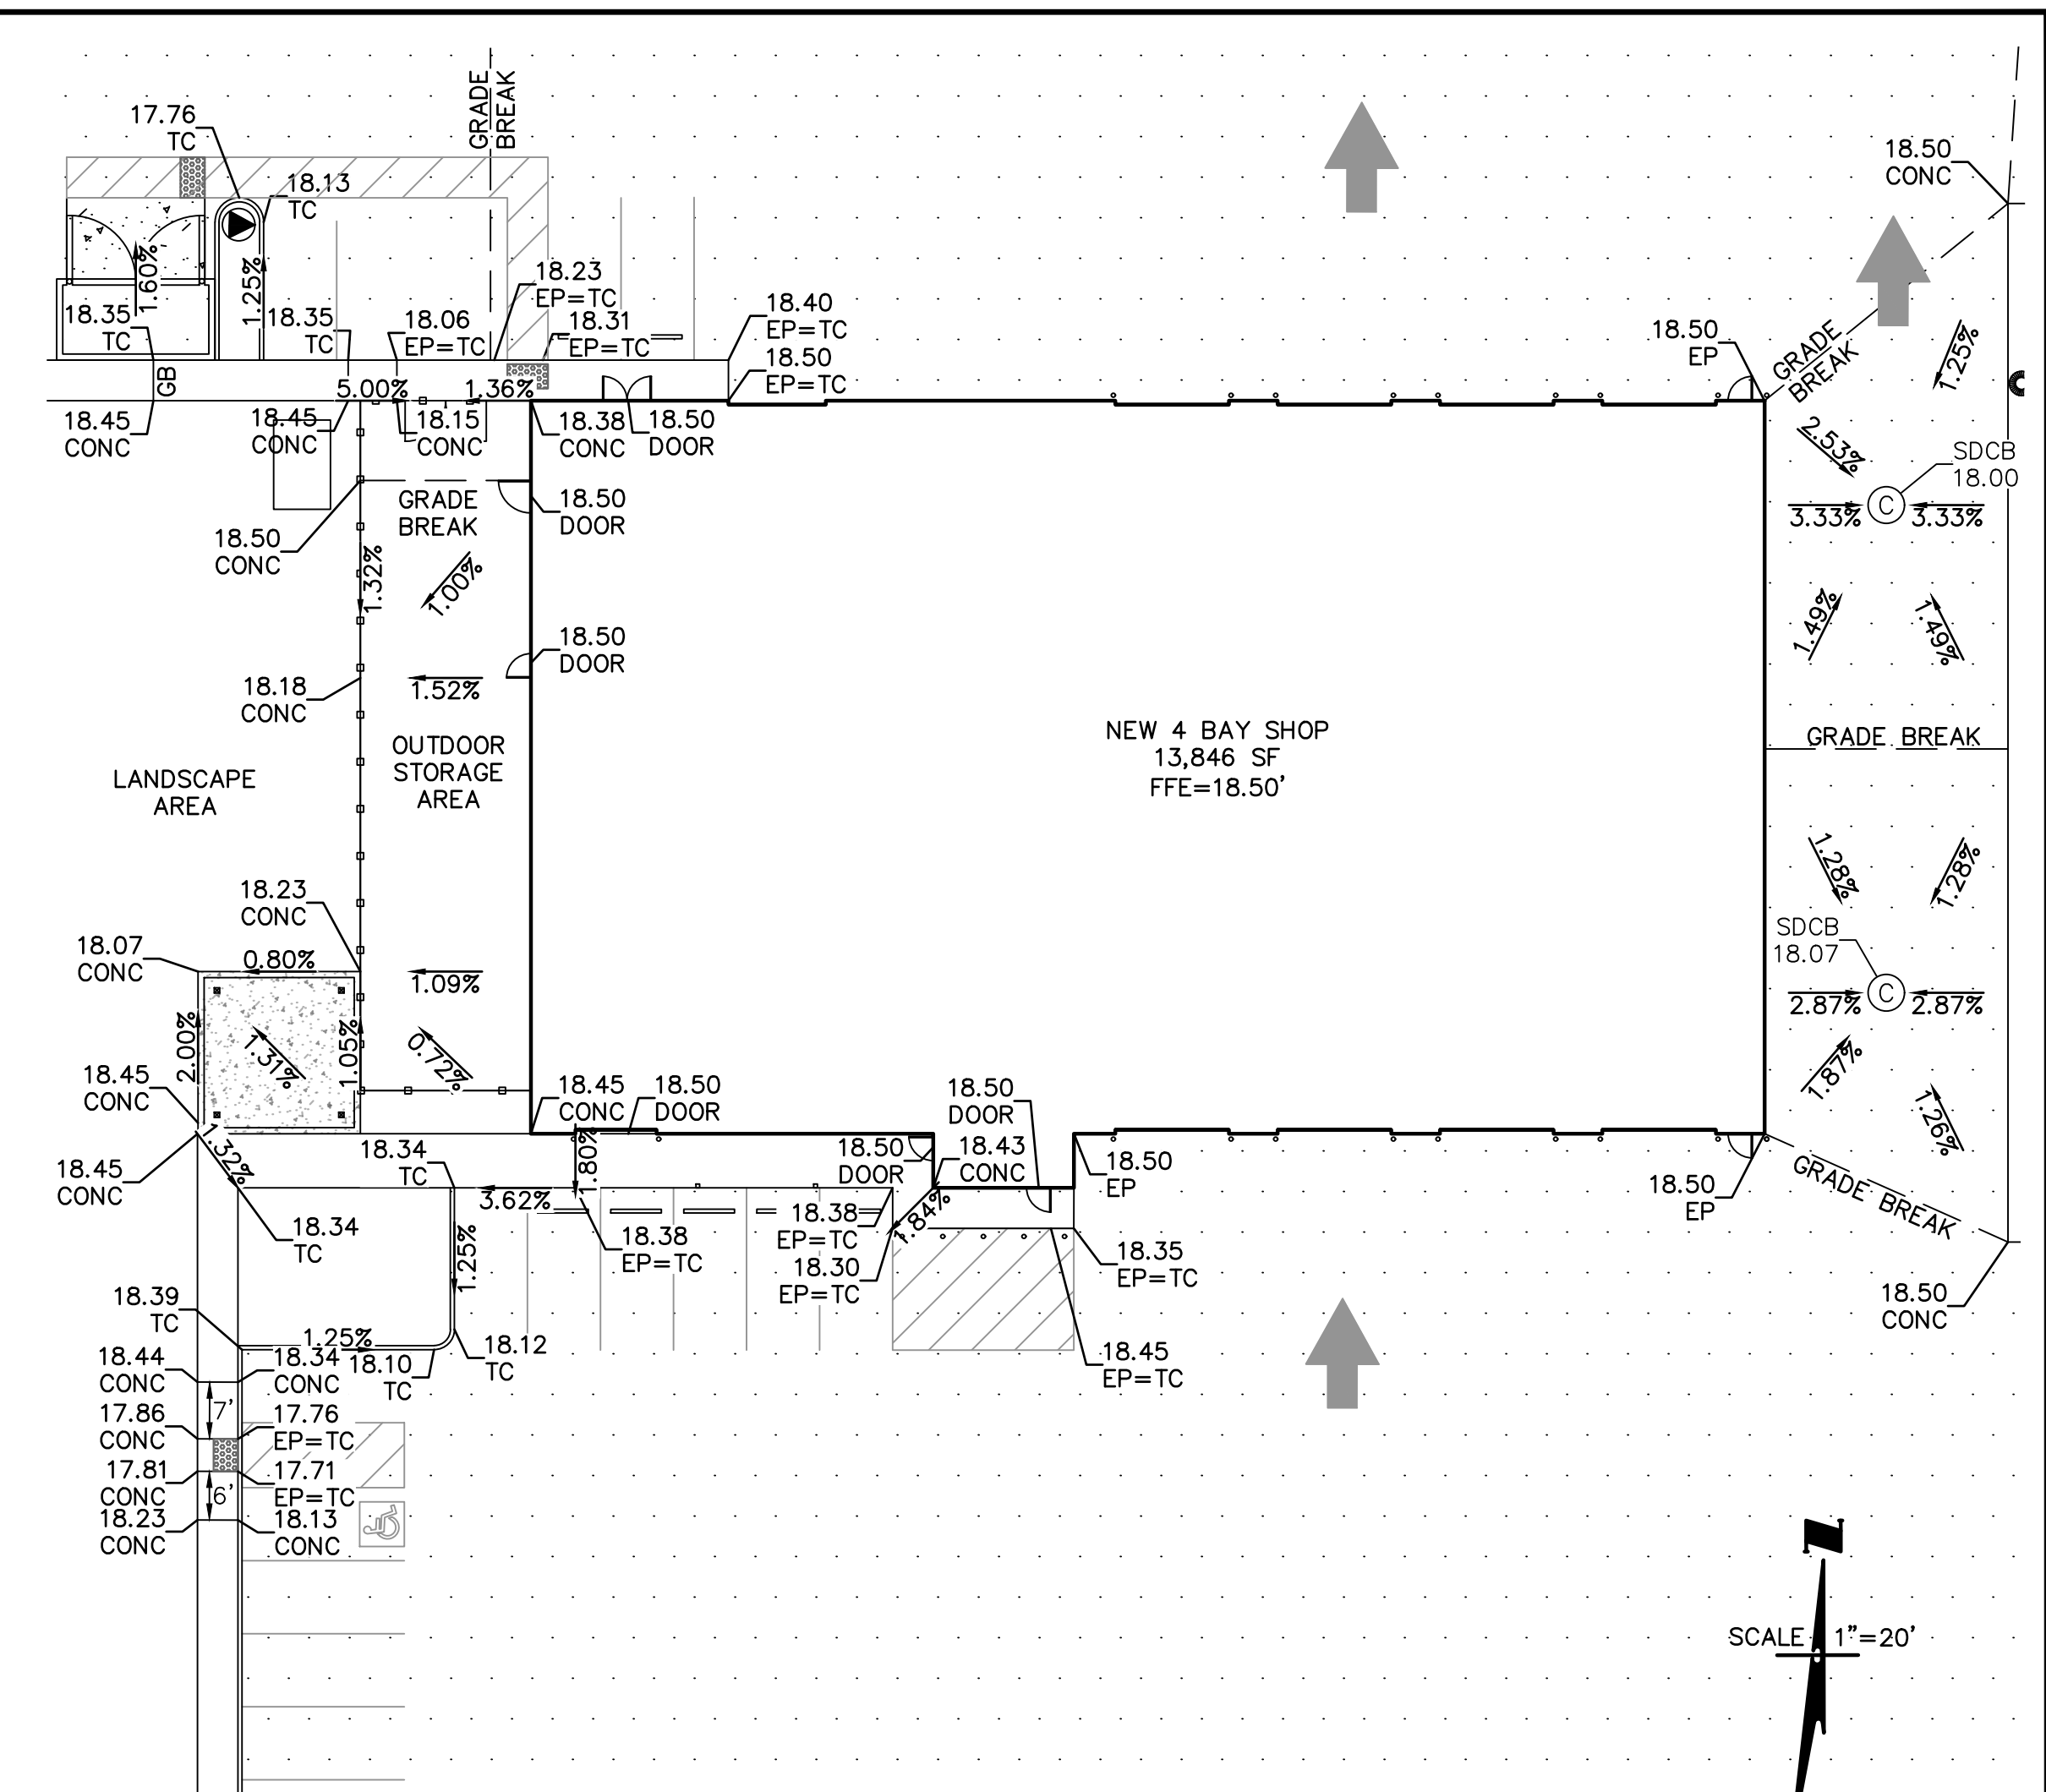 GRADE
BREAK
17.76
TC
18.13
TC
18.50
CONC
1.60%
1.25%
18.23
EP=TC
18.35
TC
18.35
TC
18.06
EP=TC
18.31
EP=TC
18.40
EP=TC
18.50
EP=TC
18.50
EP
GRADE
BREAK
1.25%
GB
5.00%
1.36%
18.45
CONC
18.45
CONC
18.15
CONC
18.38
CONC
18.50
DOOR
2.53%
SDCB
18.00
C
3.33%
3.33%
GRADE
BREAK
18.50
DOOR
18.50
CONC
1.32%
1.00%
1.49%
1.49%
18.50
DOOR
18.18
CONC
1.52%
OUTDOOR
STORAGE
AREA
LANDSCAPE
AREA
NEW 4 BAY SHOP
13,846 SF
FFE=18.50'
GRADE BREAK
1.28%
1.28%
18.23
CONC
18.07
CONC
0.80%
1.09%
SDCB
18.07
C
2.87%
2.87%
2.00%
1.31%
1.05%
0.72%
1.87%
1.26%
18.45
CONC
18.45
CONC
18.50
DOOR
18.50
DOOR
18.45
CONC
1.32%
18.34
TC
1.80%
18.50
DOOR
18.43
CONC
18.50
EP
18.50
EP
GRADE BREAK
18.34
TC
3.62%
1.25%
18.38
EP=TC
18.38
EP=TC
1.84%
18.30
EP=TC
18.35
EP=TC
18.50
CONC
18.39
TC
1.25%
18.10
TC
18.12
TC
18.45
EP=TC
18.44
CONC
18.34
CONC
7'
17.86
CONC
17.76
EP=TC
17.81
CONC
17.71
EP=TC
6'
18.23
CONC
18.13
CONC
SCALE 1"=20'